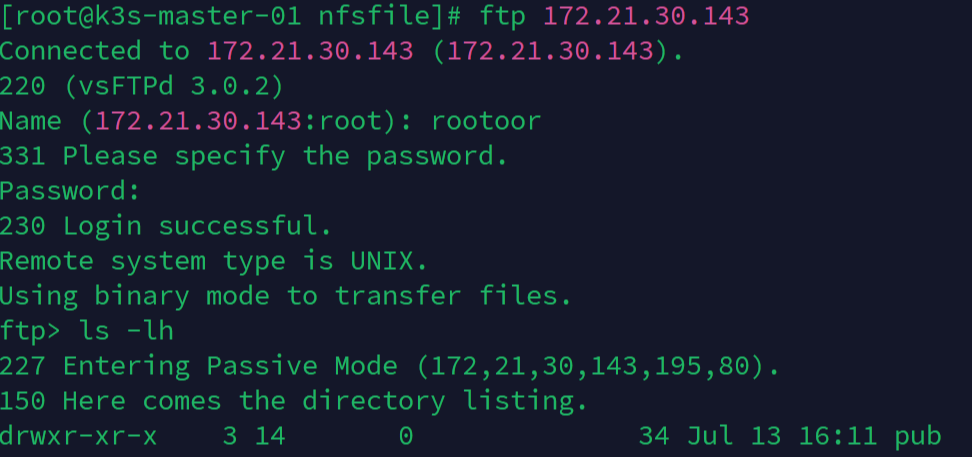 [root@k3s-master-01 nfsfile]# ftp 172.21.30.143
Connected to 172.21.30.143 (172.21.30.143).
220 (vsFTPd 3.0.2)
Name (172.21.30.143:root): rootoor
331 Please specify the password.
Password:
230 Login successful.
Remote system type is UNIX.
Using binary mode to transfer files.
ftp> ls -lh
227 Entering Passive Mode (172,21,30,143,195,80).
150 Here comes the directory listing.
drwxr-xr-x    3 14       0              34 Jul 13 16:11 pub